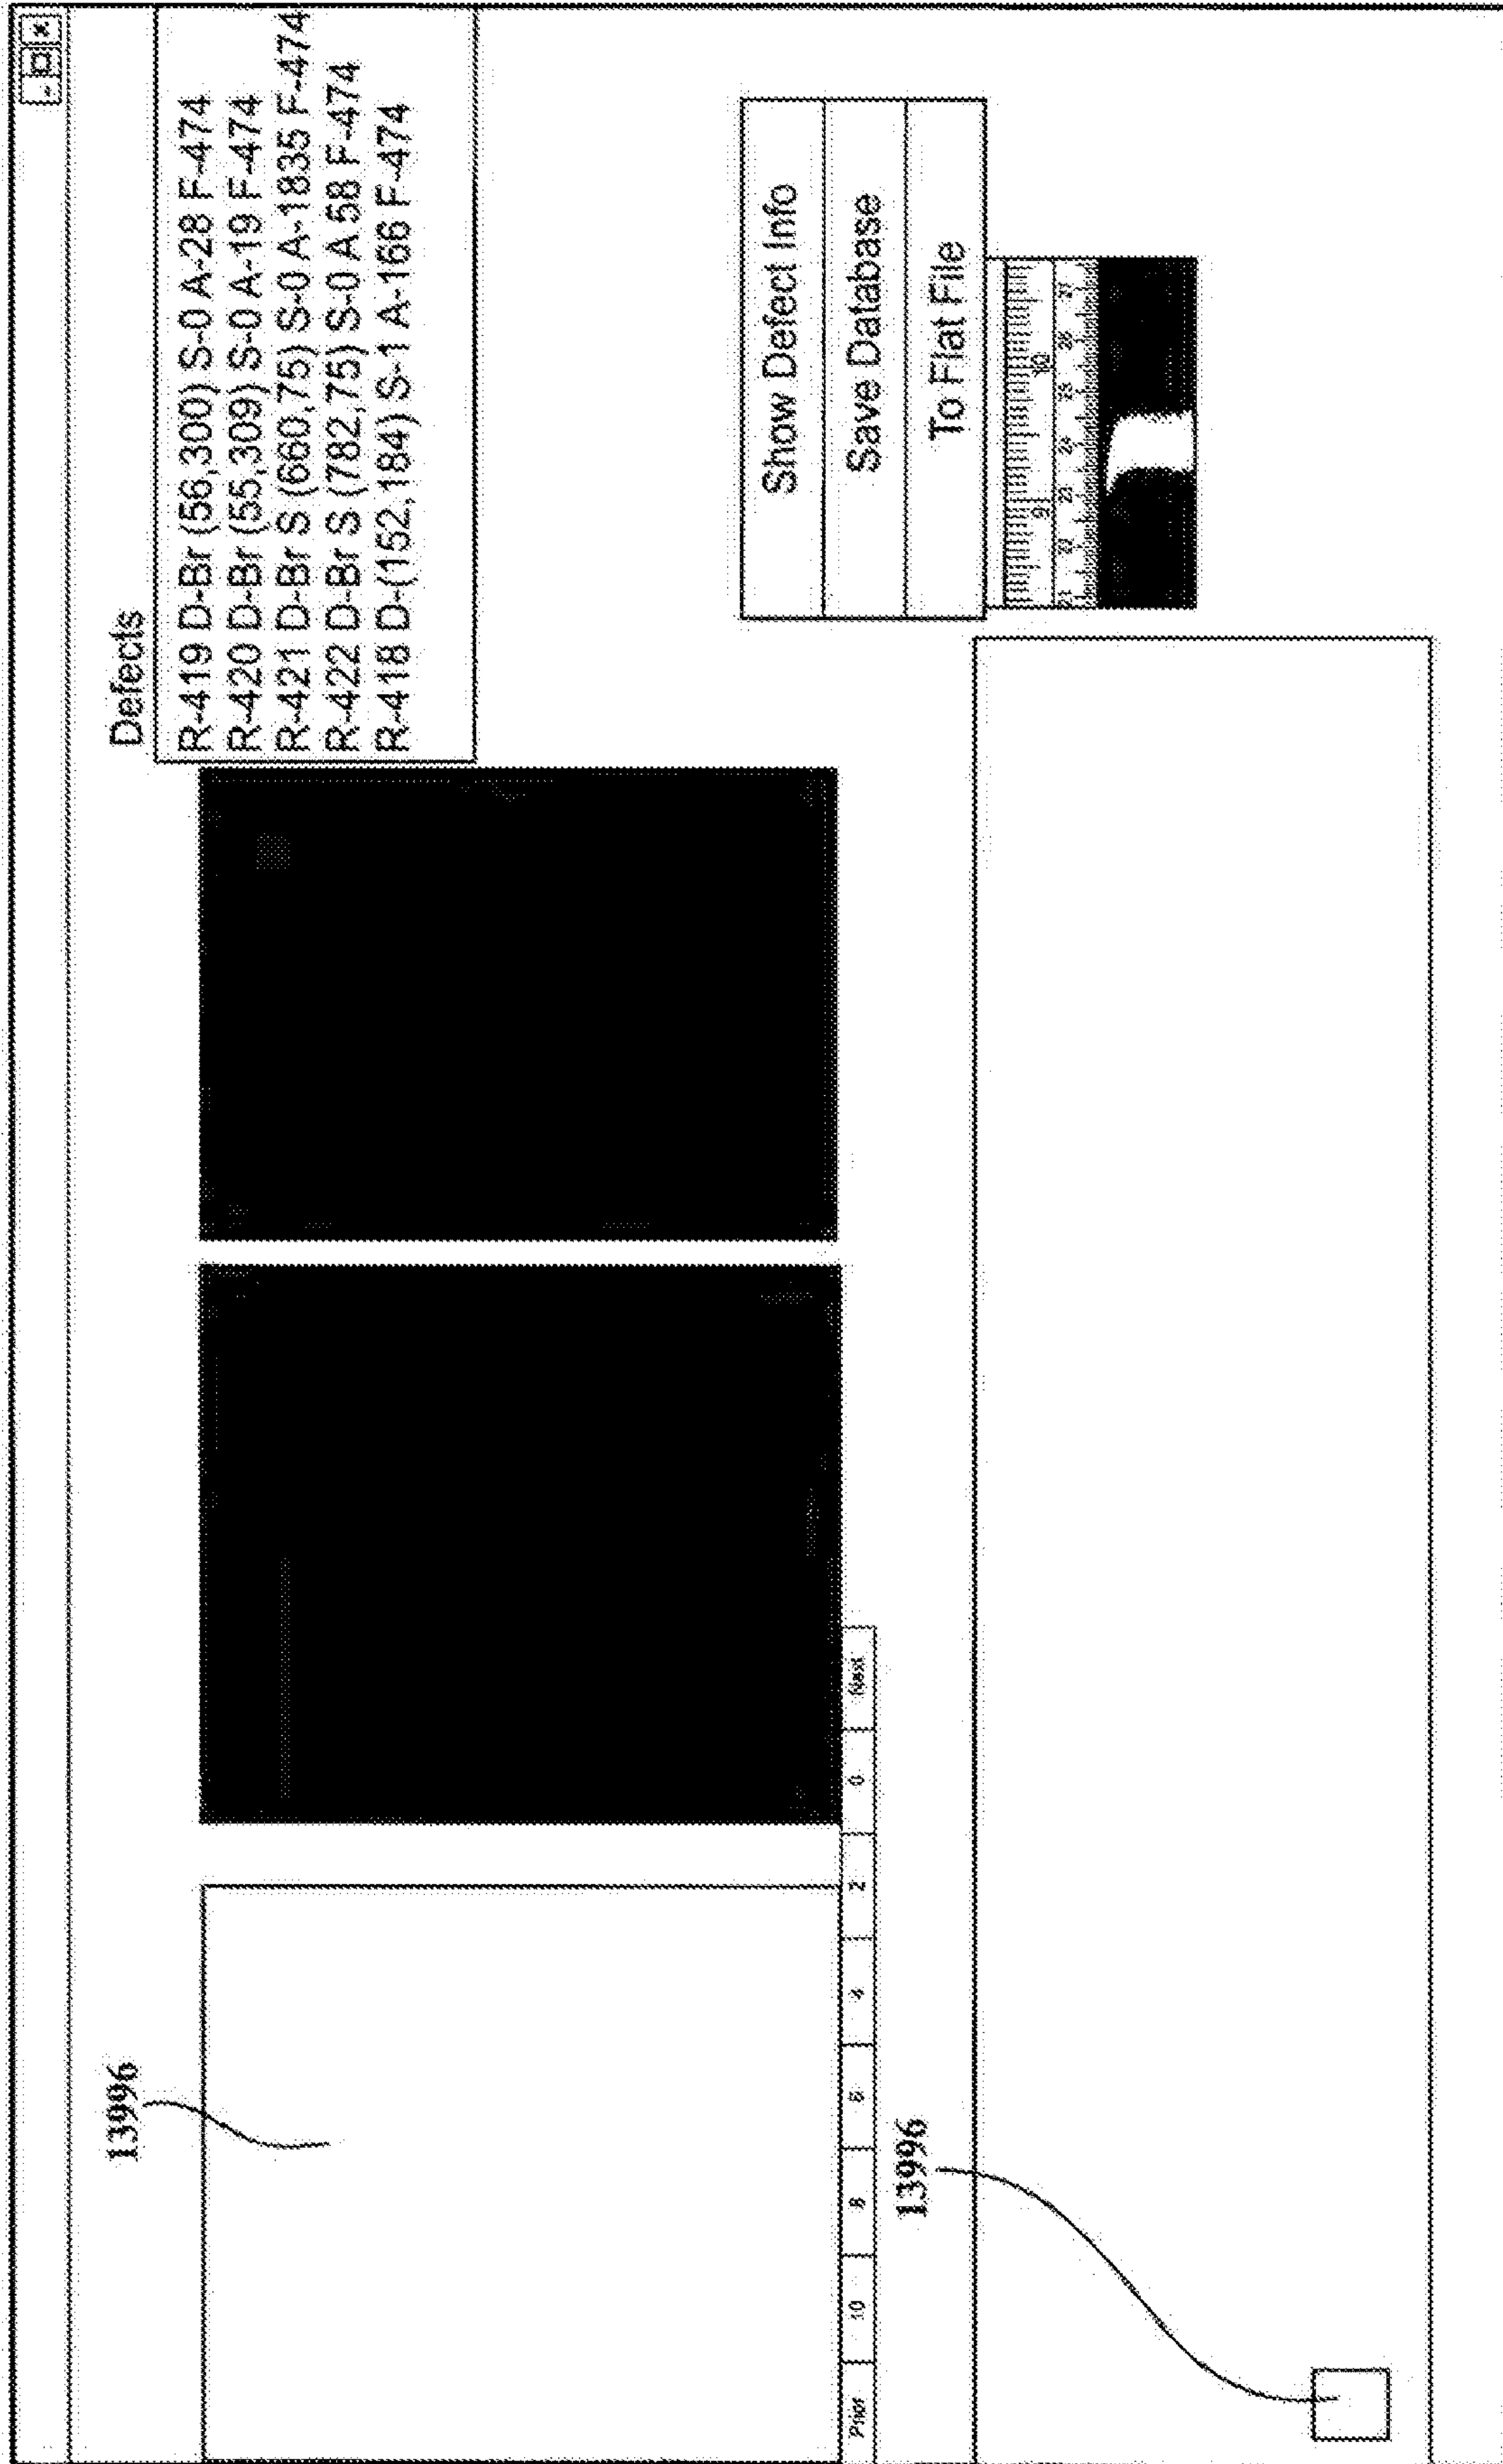 Defects
R-419 D-Br (56,300) S-0 A-28 F-474
R-420 D-Br (55,309) S-0 A-19 F-474
R-421 D-Br S (660,75) S-0 A-1835 F-474
R-422 D-Br S (782,75) S-0 A 58 F-474
R-418 D-(152,184) S-1 A-166 F-474
13996
Prior 10 8 6 4 2 0 Next
Show Defect Info
Save Database
To Flat File
9 10
13996